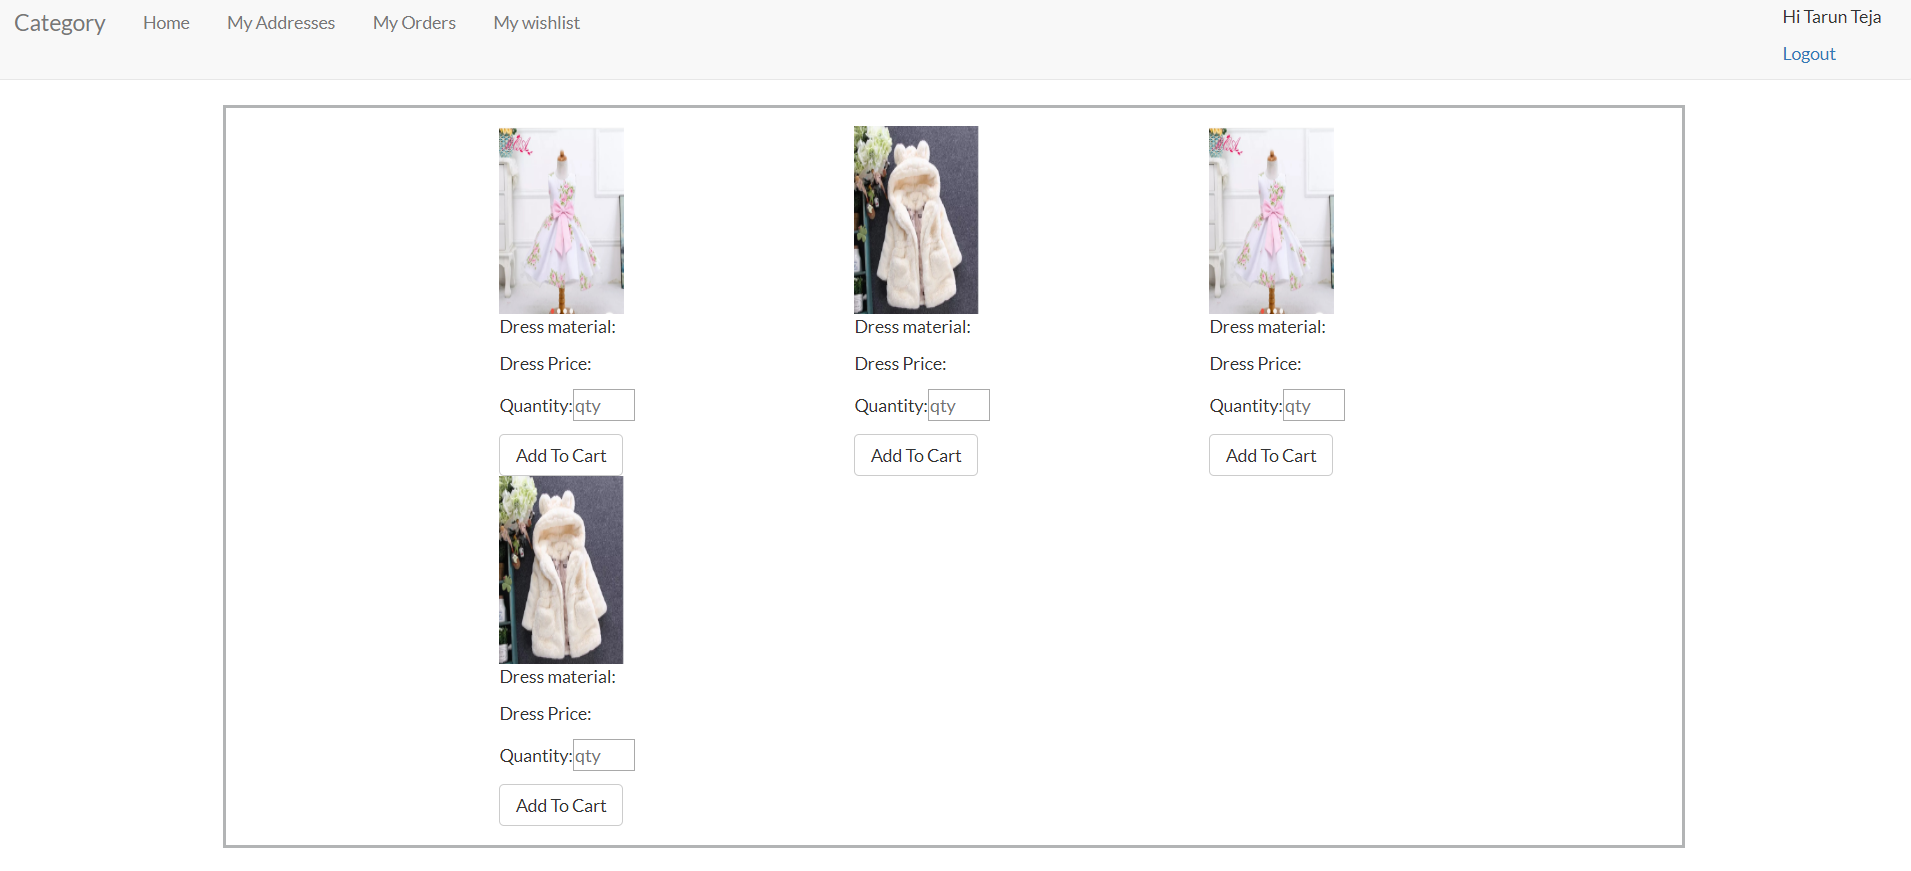 Category Home My Addresses My Orders My wishlist
Hi Tarun Teja
Logout
Dress material: Dress material: Dress material:
Dress Price: Dress Price: Dress Price:
Quantity: qty Quantity: qty Quantity: qty
Add To Cart Add To Cart Add To Cart
Dress material:
Dress Price:
Quantity: qty
Add To Cart